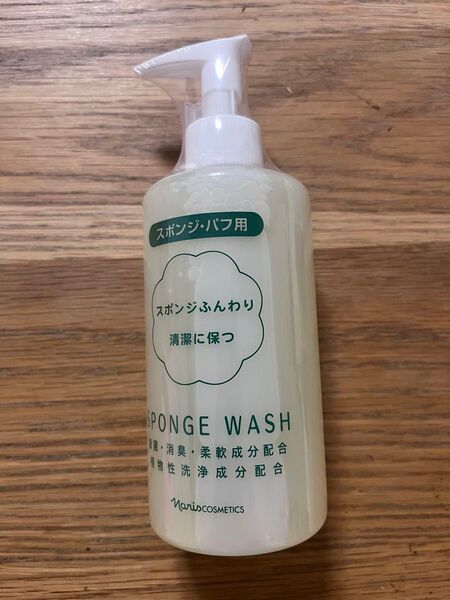 スポンジ・パフ用
スポンジふんわり
清潔に保つ
SPONGE WASH
菌・消臭・柔軟成分配合
物性洗浄成分配合
naris COSMETICS